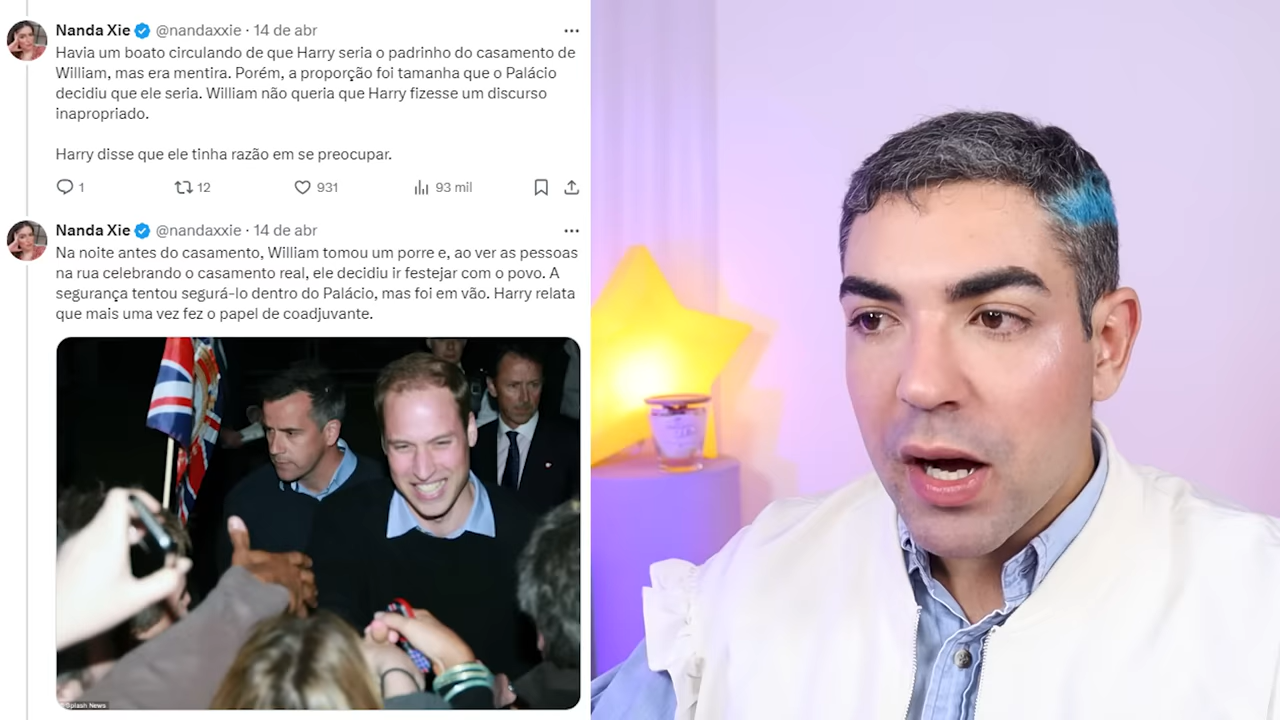 Nanda Xie @nandaxxie · 14 de abr
Havia um boato circulando de que Harry seria o padrinho do casamento de
William, mas era mentira. Porém, a proporção foi tamanha que o Palácio
decidiu que ele seria. William não queria que Harry fizesse um discurso
inapropriado.
Harry disse que ele tinha razão em se preocupar.
1 12 931 93 mil
Nanda Xie @nandaxxie · 14 de abr
Na noite antes do casamento, William tomou um porre e, ao ver as pessoas
na rua celebrando o casamento real, ele decidiu ir festejar com o povo. A
segurança tentou segurá-lo dentro do Palácio, mas foi em vão. Harry relata
que mais uma vez fez o papel de coadjuvante.
Splash News